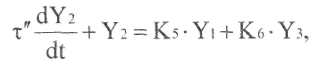 τ″ dY₂/dt + Y₂ = K₅ · Y₁ + K₆ · Y₃,